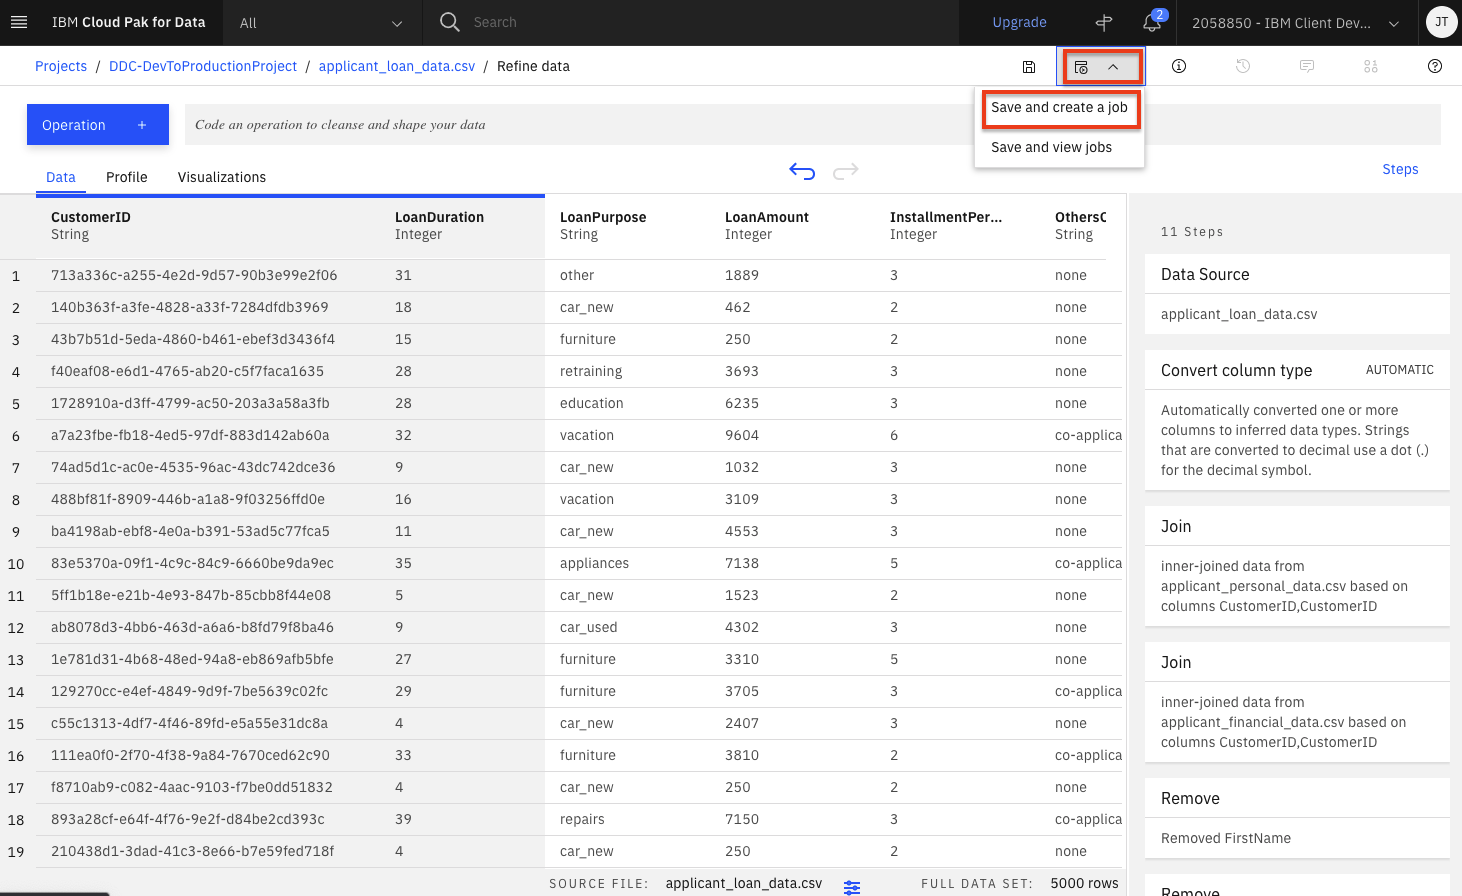 IBM Cloud Pak for Data
All
Search
Upgrade
2
2058850 - IBM Client Dev...
JT
Projects / DDC-DevToProductionProject / applicant_loan_data.csv / Refine data
Operation +
Code an operation to cleanse and shape your data
Save and create a job
Save and view jobs
Data Profile Visualizations
Steps
CustomerID LoanDuration LoanPurpose LoanAmount InstallmentPer... OthersC
String Integer String Integer Integer String
1 713a336c-a255-4e2d-9d57-90b3e99e2f06 31 other 1889 3 none
2 140b363f-a3fe-4828-a33f-7284dfdb3969 18 car_new 462 2 none
3 43b7b51d-5eda-4860-b461-ebef3d3436f4 15 furniture 250 2 none
4 f40eaf08-e6d1-4765-ab20-c5f7faca1635 28 retraining 3693 3 none
5 1728910a-d3ff-4799-ac50-203a3a58a3fb 28 education 6235 3 none
6 a7a23fbe-fb18-4ed5-97df-883d142ab60a 32 vacation 9604 6 co-applica
7 74ad5d1c-ac0e-4535-96ac-43dc742dce36 9 car_new 1032 3 none
8 488bf81f-8909-446b-a1a8-9f03256ffd0e 16 vacation 3109 3 none
9 ba4198ab-ebf8-4e0a-b391-53ad5c77fca5 11 car_new 4553 3 none
10 83e5370a-09f1-4c9c-84c9-6660be9da9ec 35 appliances 7138 5 co-applica
11 5ff1b18e-e21b-4e93-847b-85cbb8f44e08 5 car_new 1523 2 none
12 ab8078d3-4bb6-463d-a6a6-b8fd79f8ba46 9 car_used 4302 3 none
13 1e781d31-4b68-48ed-94a8-eb869afb5bfe 27 furniture 3310 5 none
14 129270cc-e4ef-4849-9d9f-7be5639c02fc 29 furniture 3705 3 co-applica
15 c55c1313-4df7-4f46-89fd-e5a55e31dc8a 4 car_new 2407 3 none
16 111ea0f0-2f70-4f38-9a84-7670ced62c90 33 furniture 3810 2 co-applica
17 f8710ab9-c082-4aac-9103-f7be0dd51832 4 car_new 250 2 none
18 893a28cf-e64f-4f76-9e2f-d84be2cd393c 39 repairs 7150 3 co-applica
19 210438d1-3dad-41c3-8e66-b7e59fed718f 4 car_new 250 2 none
SOURCE FILE: applicant_loan_data.csv FULL DATA SET: 5000 rows
11 Steps
Data Source
applicant_loan_data.csv
Convert column type AUTOMATIC
Automatically converted one or more
columns to inferred data types. Strings
that are converted to decimal use a dot (.)
for the decimal symbol.
Join
inner-joined data from
applicant_personal_data.csv based on
columns CustomerID,CustomerID
Join
inner-joined data from
applicant_financial_data.csv based on
columns CustomerID,CustomerID
Remove
Removed FirstName
Remove